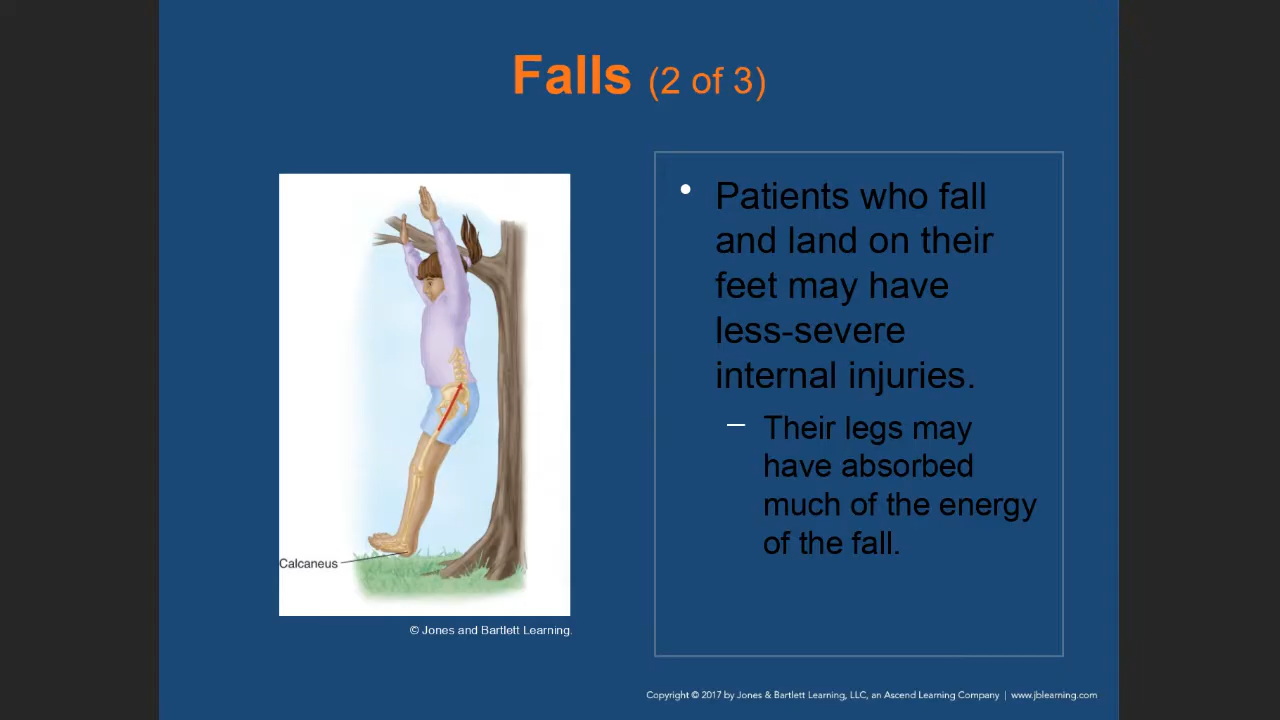 Falls (2 of 3)
• Patients who fall
and land on their
feet may have
less-severe
internal injuries.
– Their legs may
have absorbed
much of the energy
of the fall.
Calcaneus
© Jones and Bartlett Learning.
Copyright © 2017 by Jones & Bartlett Learning, LLC, an Ascend Learning Company | www.jblearning.com